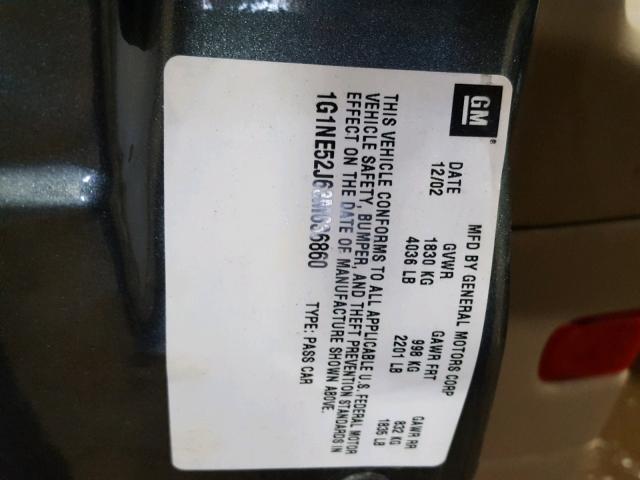 GM
MFD BY GENERAL MOTORS CORP
DATE GVWR GAWR FRT GAWR RR
12/02 1830 KG 998 KG 832 KG
4036 LB 2201 LB 1835 LB
THIS VEHICLE CONFORMS TO ALL APPLICABLE U.S. FEDERAL MOTOR
VEHICLE SAFETY, BUMPER, AND THEFT PREVENTION STANDARDS IN
EFFECT ON THE DATE OF MANUFACTURE SHOWN ABOVE.
1G1NE52J63M636860 TYPE: PASS CAR